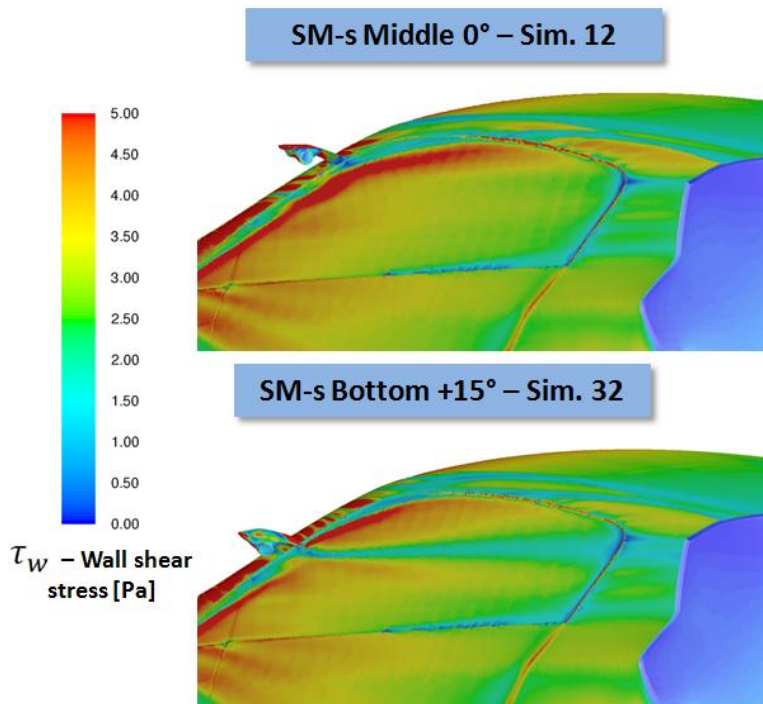 SM-s Middle 0° – Sim. 12
5.00
4.50
4.00
3.50
3.00
2.50
2.00
1.50
1.00
0.50
0.00
τw – Wall shear
stress [Pa]
SM-s Bottom +15° – Sim. 32